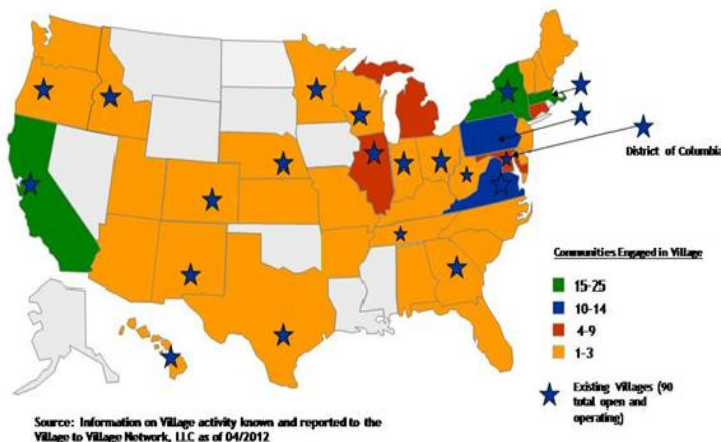 District of Columbia
Communities Engaged in Village
15-25
10-14
4-9
1-3
Existing Villages (90
total open and
operating)
Source: Information on Village activity known and reported to the
Village to Village Network, LLC as of 04/2012